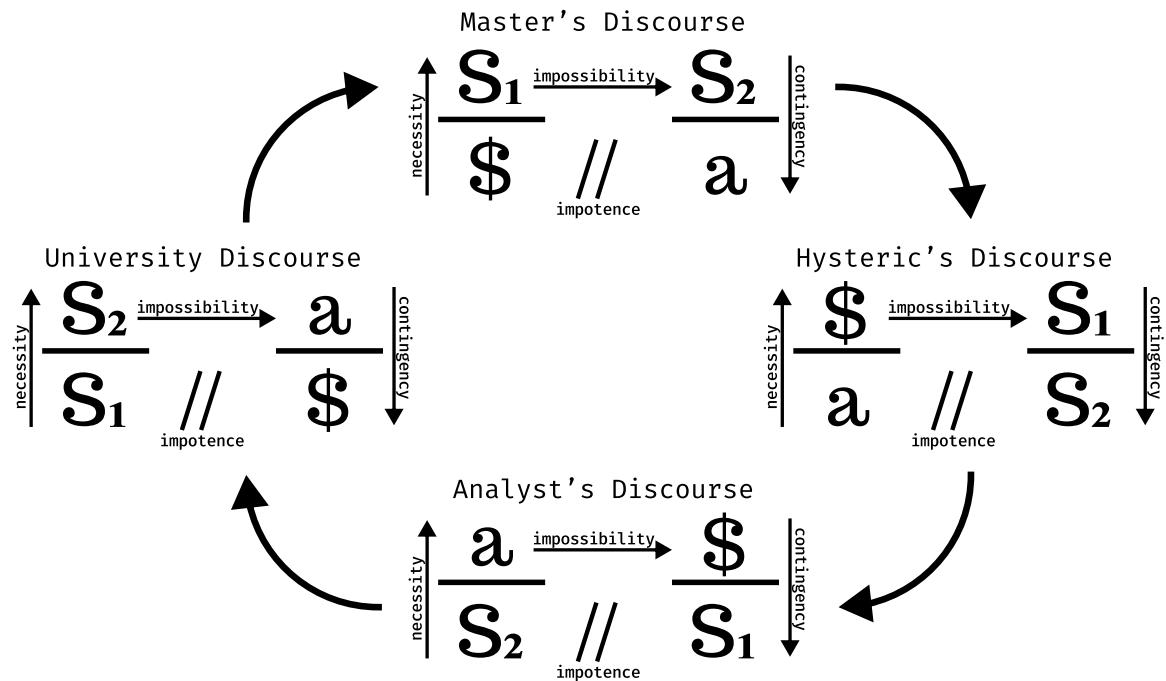 Master’s Discourse
necessity
S1 impossibility S2
contingency
$ // a
impotence
University Discourse
necessity
S2 impossibility a
contingency
S1 // $
impotence
Hysteric’s Discourse
necessity
$ impossibility S1
contingency
a // S2
impotence
Analyst’s Discourse
necessity
a impossibility $
contingency
S2 // S1
impotence